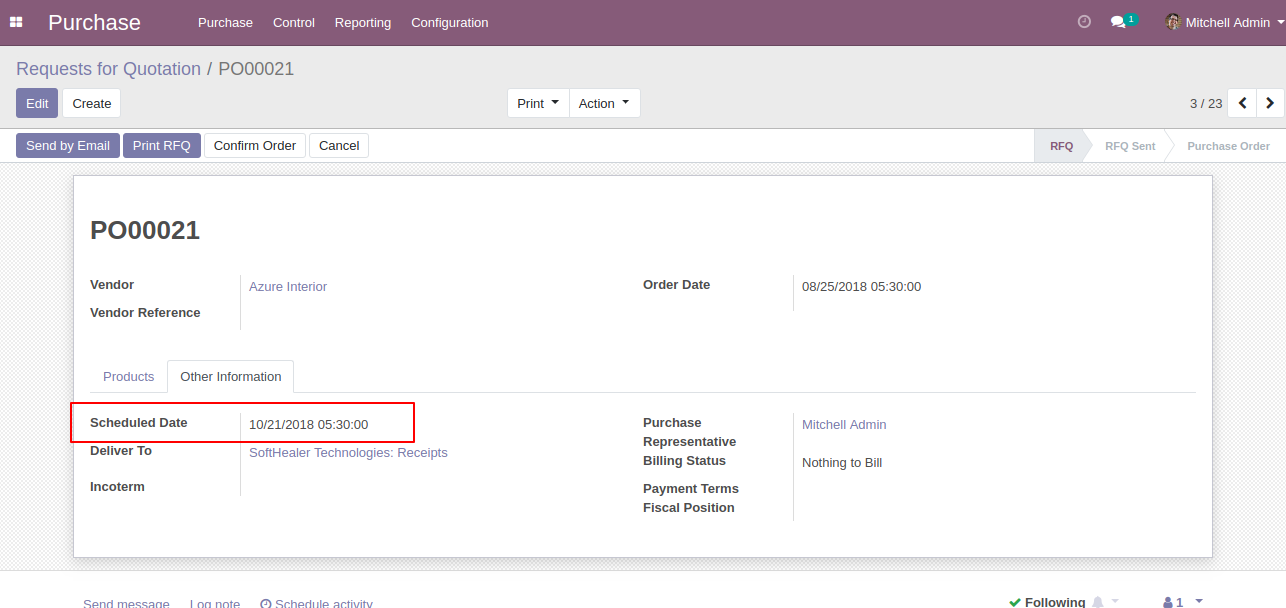 Purchase Purchase Control Reporting Configuration 1 Mitchell Admin
Requests for Quotation / PO00021
Edit Create Print Action 3 / 23
Send by Email Print RFQ Confirm Order Cancel RFQ RFQ Sent Purchase Order
PO00021
Vendor Azure Interior Order Date 08/25/2018 05:30:00
Vendor Reference
Products Other Information
Scheduled Date 10/21/2018 05:30:00 Purchase Representative Mitchell Admin
Deliver To SoftHealer Technologies: Receipts Billing Status Nothing to Bill
Incoterm Payment Terms
Fiscal Position
Send message Log note Schedule activity Following 1